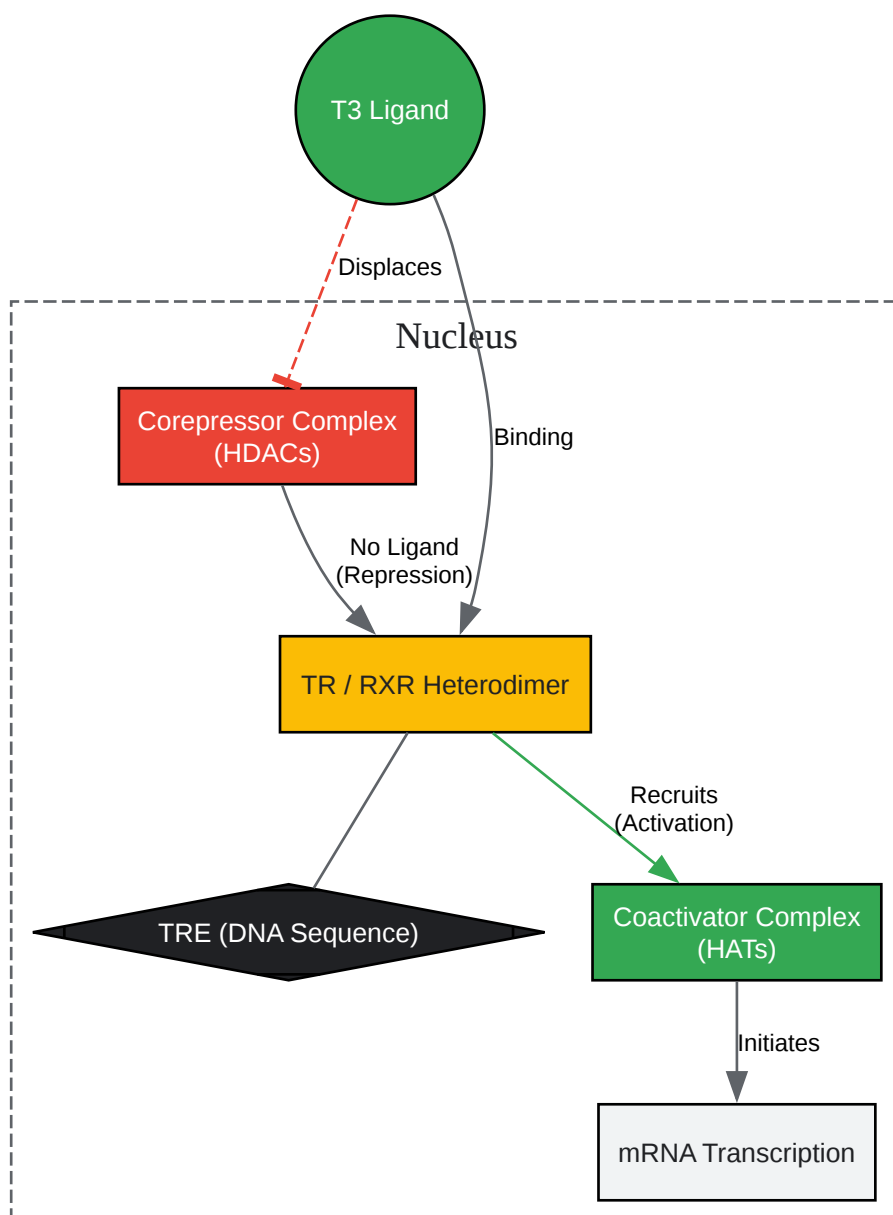 T3 Ligand
Displaces
Nucleus
Corepressor Complex
(HDACs)
Binding
No Ligand
(Repression)
TR / RXR Heterodimer
Recruits
(Activation)
TRE (DNA Sequence)
Coactivator Complex
(HATs)
Initiates
mRNA Transcription